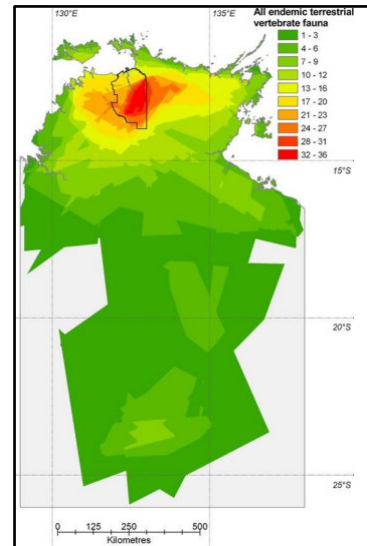 130°E
135°E
All endemic terrestrial
vertebrate fauna
1 - 3
4 - 6
7 - 9
10 - 12
13 - 16
17 - 20
21 - 23
24 - 27
28 - 31
32 - 36
15°S
20°S
25°S
0 125 250 500
Kilometres